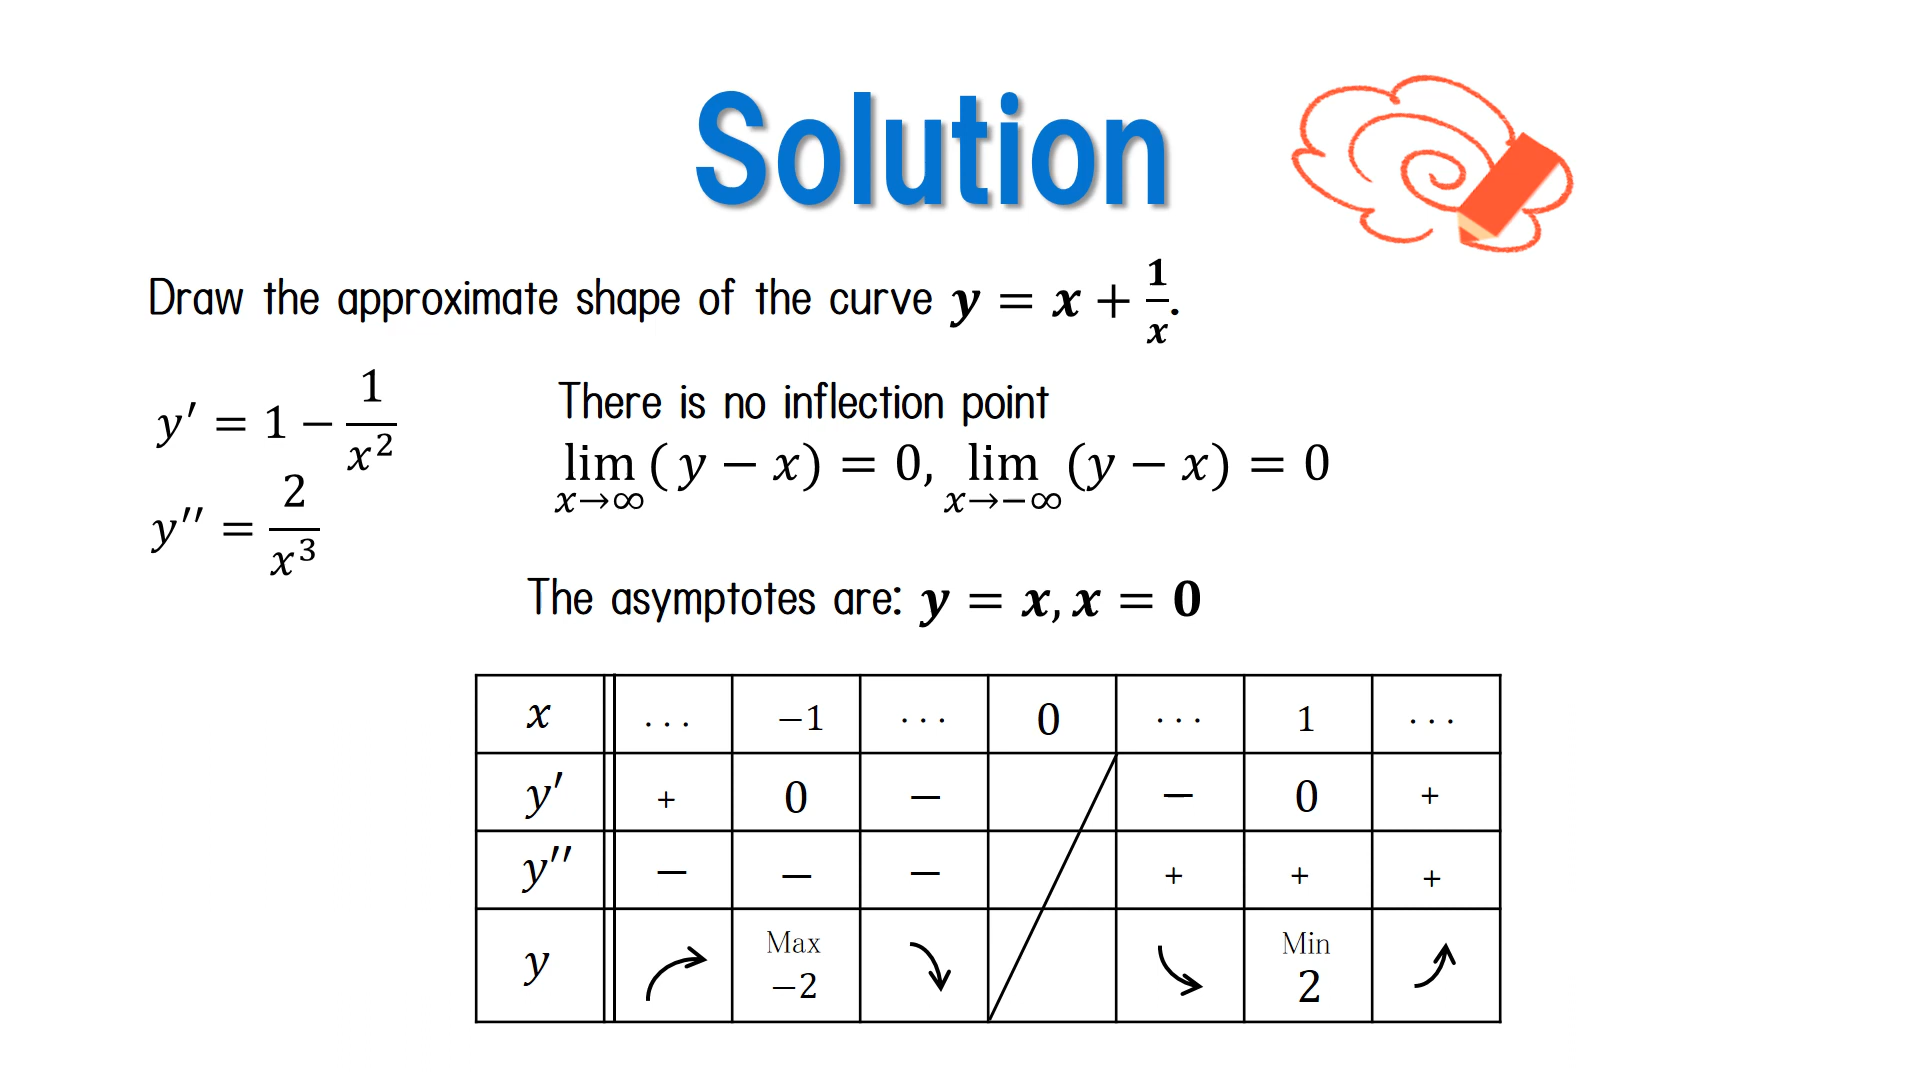 Solution
Draw the approximate shape of the curve y = x + 1/x.
y′ = 1 − 1/x²
y′′ = 2/x³
There is no inflection point
lim x→∞ ( y − x) = 0, lim x→−∞ (y − x) = 0
The asymptotes are: y = x, x = 0
x ... −1 ... 0 ... 1 ...
y′ + 0 − − 0 +
y′′ − − − + + +
y Max −2 Min 2